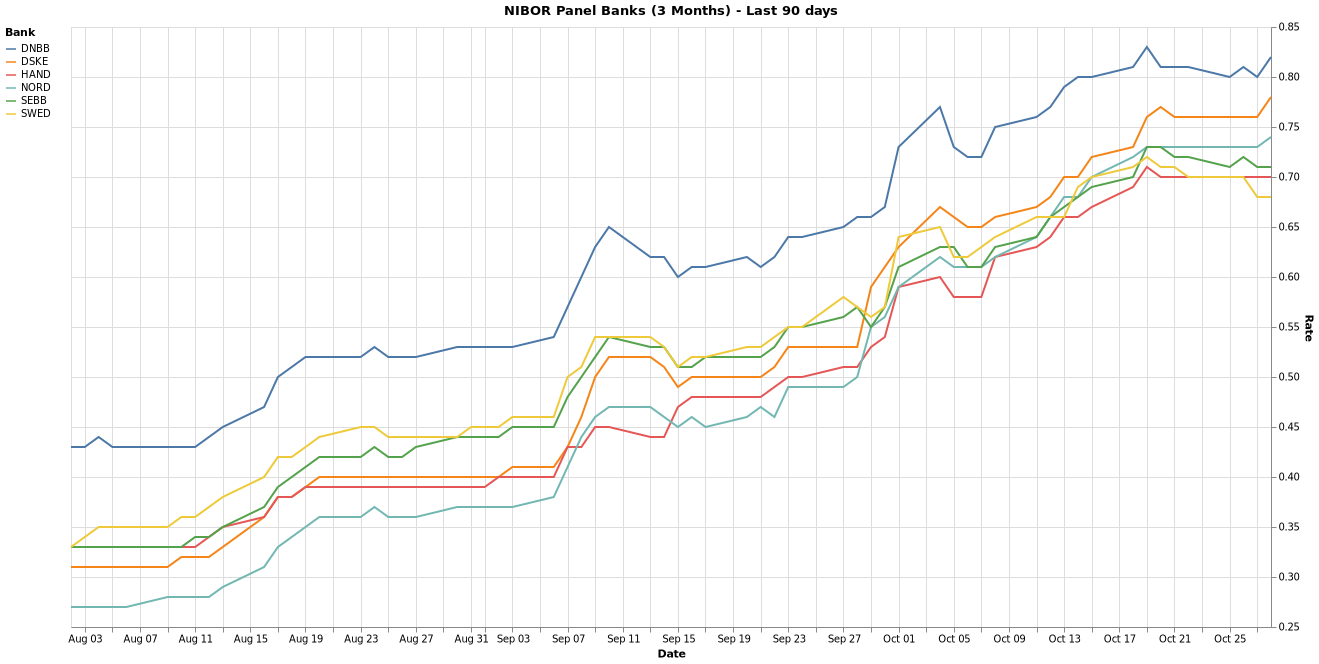 NIBOR Panel Banks (3 Months) - Last 90 days
Bank
DNBB
DSKE
HAND
NORD
SEBB
SWED
0.85
0.80
0.75
0.70
0.65
0.60
0.55
0.50
0.45
0.40
0.35
0.30
0.25
Rate
Aug 03 Aug 07 Aug 11 Aug 15 Aug 19 Aug 23 Aug 27 Aug 31 Sep 03 Sep 07 Sep 11 Sep 15 Sep 19 Sep 23 Sep 27 Oct 01 Oct 05 Oct 09 Oct 13 Oct 17 Oct 21 Oct 25
Date